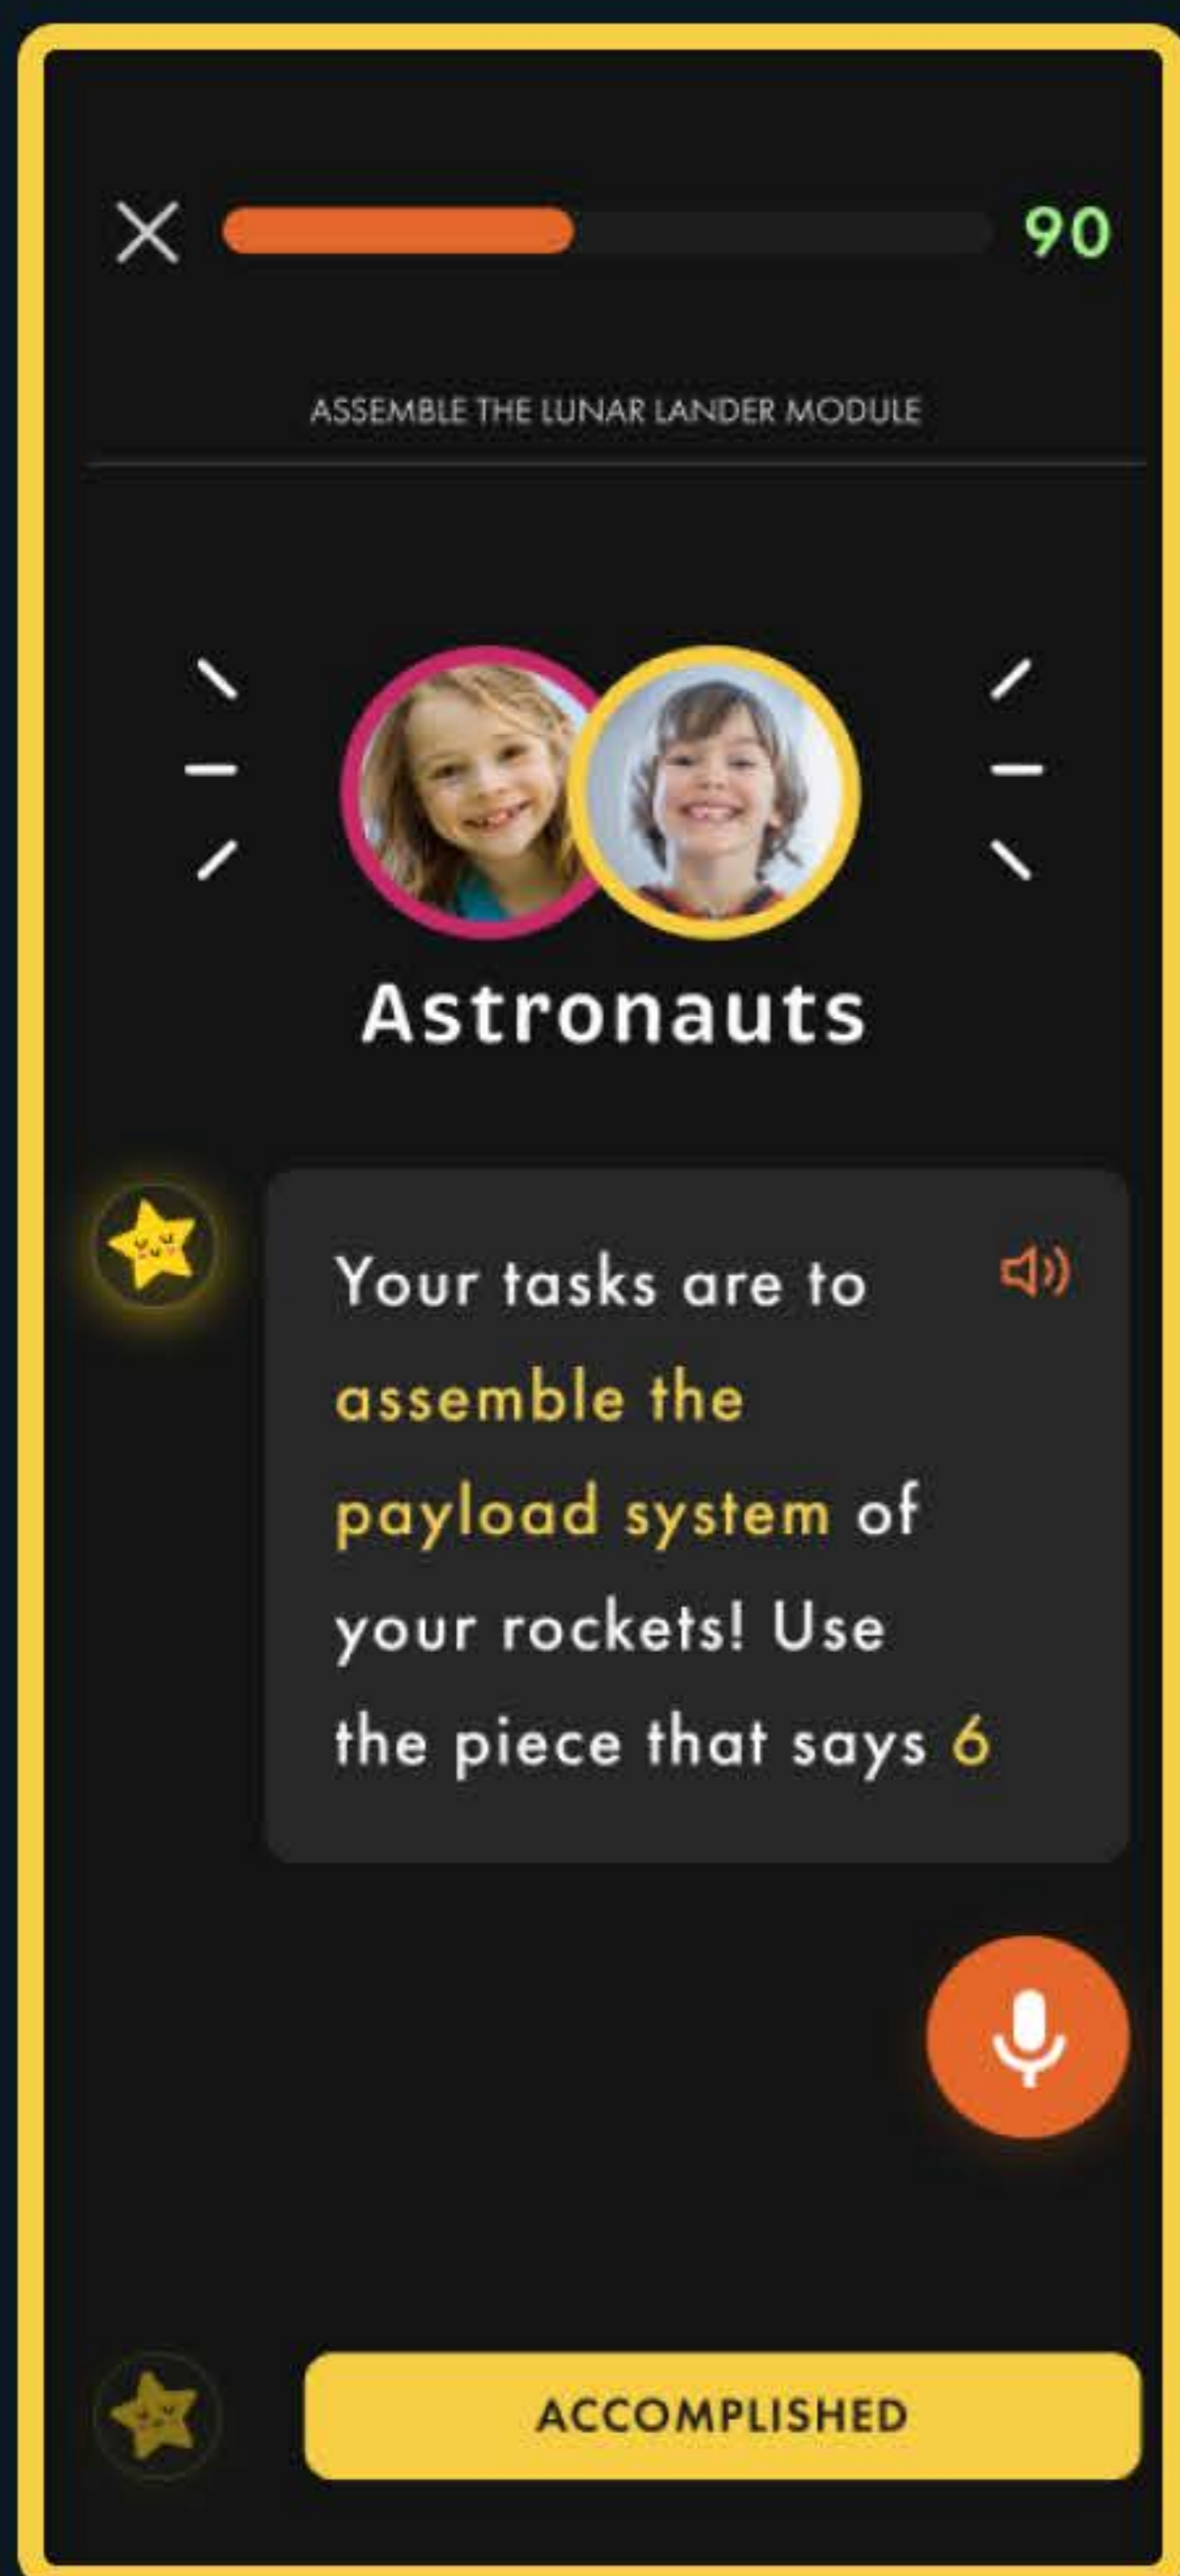 90
ASSEMBLE THE LUNAR LANDER MODULE
Astronauts
Your tasks are to
assemble the
payload system of
your rockets! Use
the piece that says 6
ACCOMPLISHED